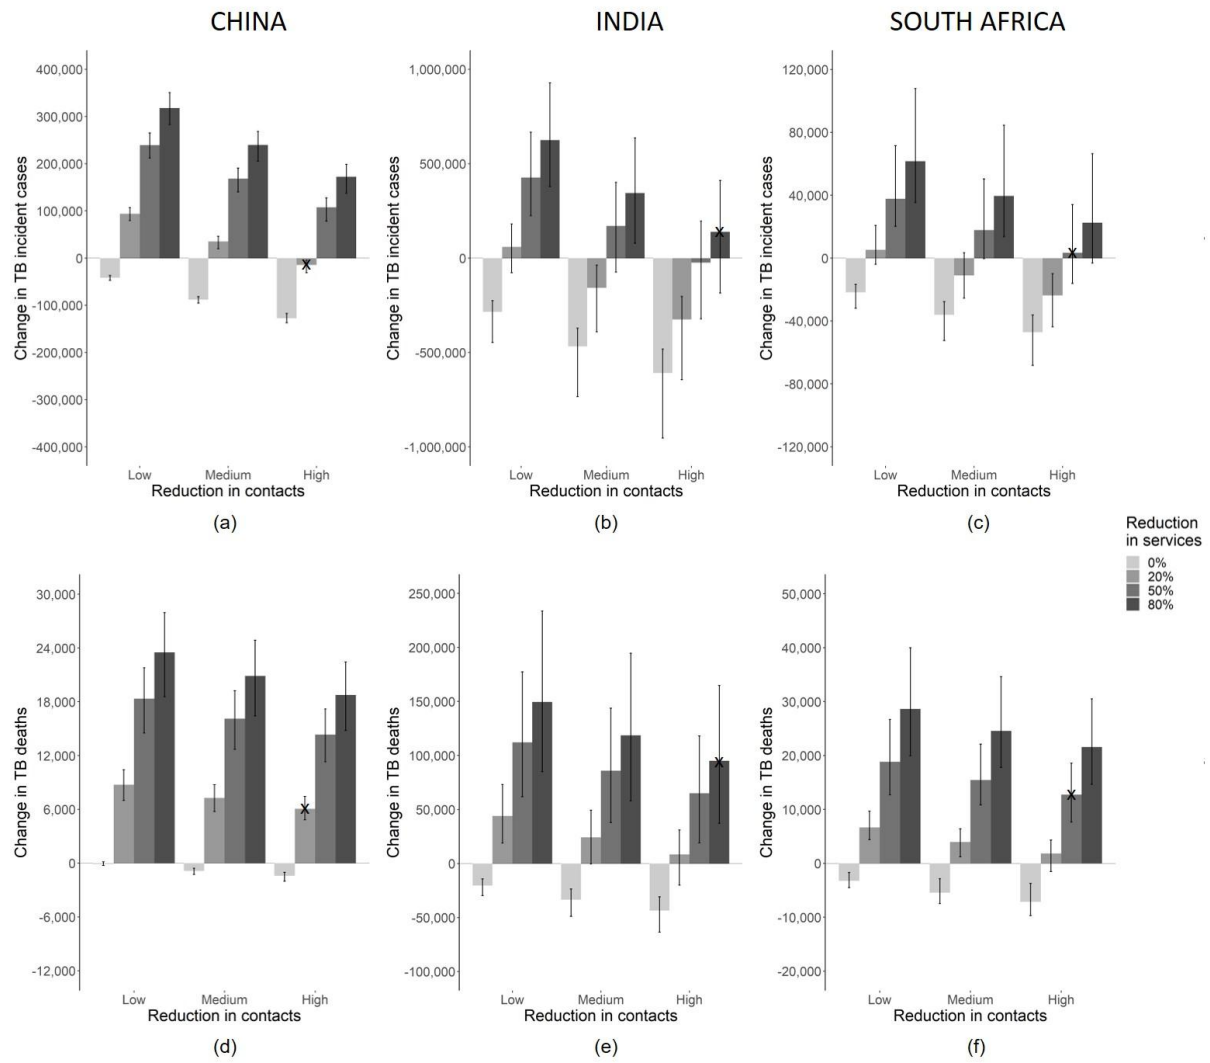 CHINA
INDIA
SOUTH AFRICA
400,000
300,000
200,000
100,000
0
-100,000
-200,000
-300,000
-400,000
Change in TB incident cases
Low
Medium
High
Reduction in contacts
(a)
1,000,000
500,000
0
-500,000
-1,000,000
Change in TB incident cases
Low
Medium
High
Reduction in contacts
(b)
120,000
80,000
40,000
0
-40,000
-80,000
-120,000
Change in TB incident cases
Low
Medium
High
Reduction in contacts
(c)
Reduction
in services
0%
20%
50%
80%
30,000
24,000
18,000
12,000
6,000
0
-6,000
-12,000
Change in TB deaths
Low
Medium
High
Reduction in contacts
(d)
250,000
200,000
150,000
100,000
50,000
0
-50,000
-100,000
Change in TB deaths
Low
Medium
High
Reduction in contacts
(e)
50,000
40,000
30,000
20,000
10,000
0
-10,000
-20,000
Change in TB deaths
Low
Medium
High
Reduction in contacts
(f)